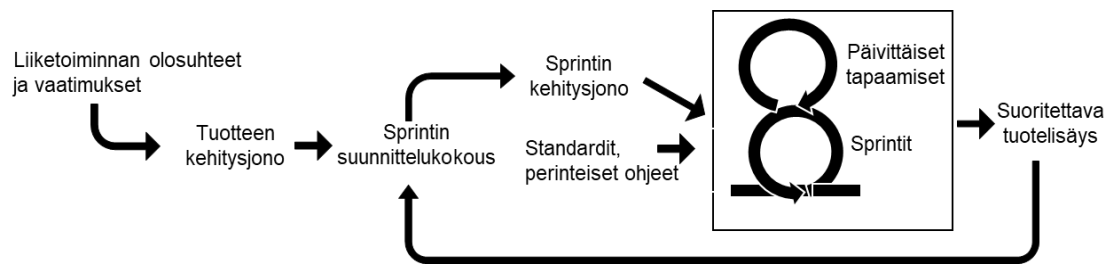 Liiketoiminnan olosuhteet
ja vaatimukset
Tuotteen
kehitysjono
Sprintin
suunnittelukokous
Sprintin
kehitysjono
Standardit,
perinteiset ohjeet
Päivittäiset
tapaamiset
Sprintit
Suoritettava
tuotelisäys